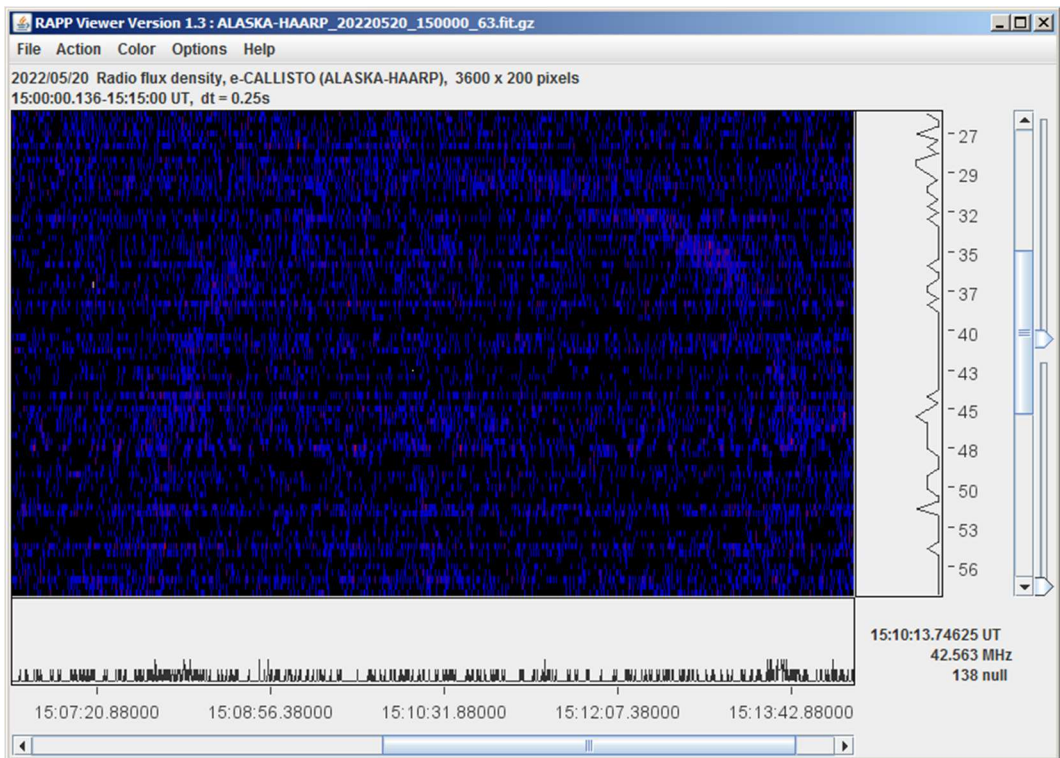 RAPP Viewer Version 1.3 : ALASKA-HAARP_20220520_150000_63.fit.gz
File Action Color Options Help
2022/05/20 Radio flux density, e-CALLISTO (ALASKA-HAARP), 3600 x 200 pixels
15:00:00.136-15:15:00 UT, dt = 0.25s
27
29
32
35
37
40
43
45
48
50
53
56
15:10:13.74625 UT
42.563 MHz
138 null
15:07:20.88000 15:08:56.38000 15:10:31.88000 15:12:07.38000 15:13:42.88000